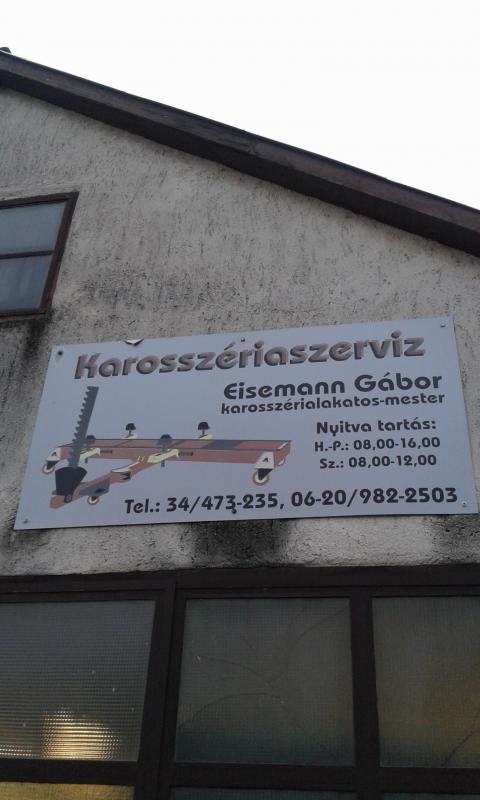 Karosszériaszerviz
Eisemann Gábor
karosszérialakatos-mester
Nyitva tartás:
H.-P.: 08,00-16,00
Sz.: 08,00-12,00
Tel.: 34/473-235, 06-20/982-2503